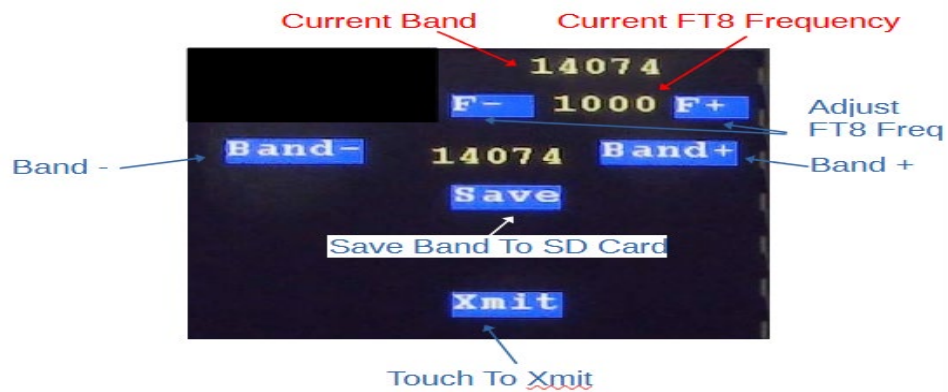 Current Band Current FT8 Frequency
14074
F- 1000 F+
Adjust
FT8 Freq
Band- 14074 Band+
Band - Band +
Save
Save Band To SD Card
Xmit
Touch To Xmit